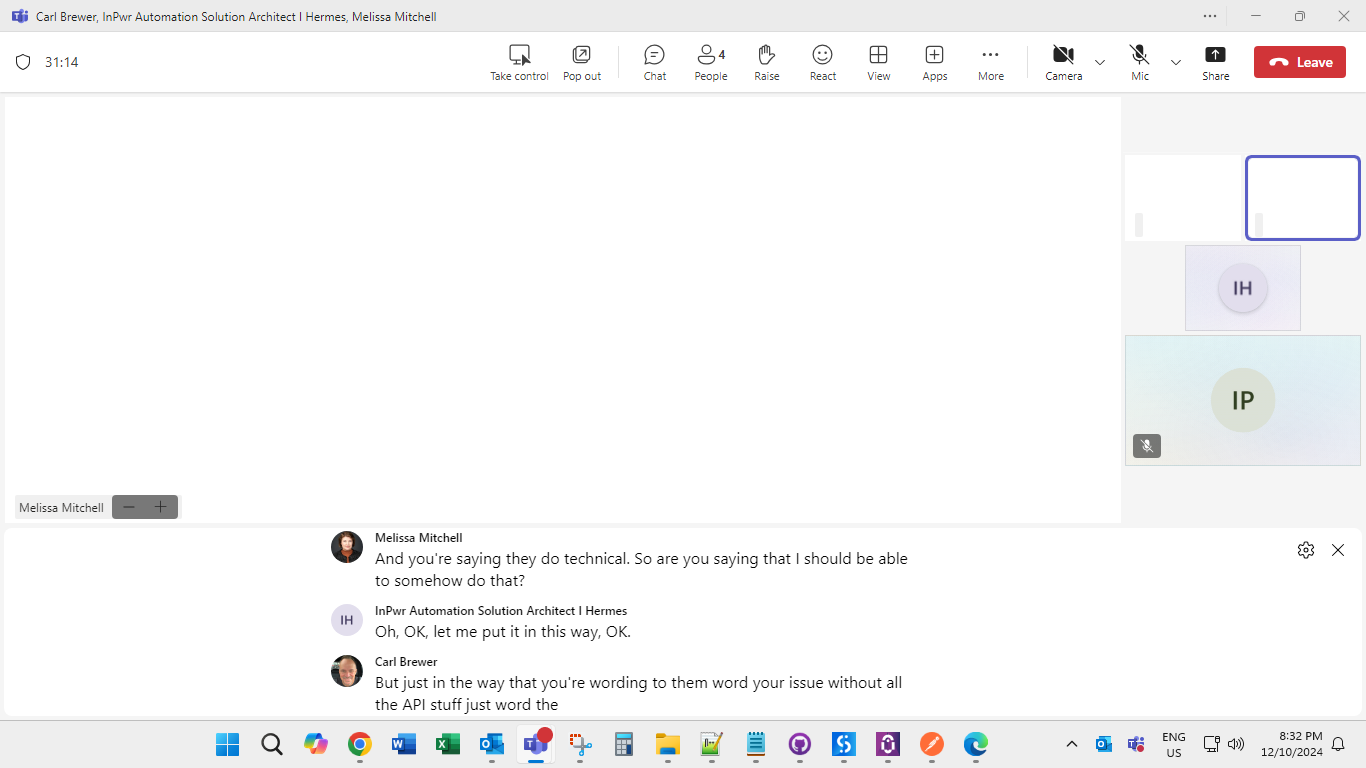 Carl Brewer, InPwr Automation Solution Architect I Hermes, Melissa Mitchell
31:14
Take control
Pop out
Chat
4
People
Raise
React
View
Apps
More
Camera
Mic
Share
Leave
IH
IP
Melissa Mitchell
Melissa Mitchell
And you're saying they do technical. So are you saying that I should be able
to somehow do that?
IH
InPwr Automation Solution Architect I Hermes
Oh, OK, let me put it in this way, OK.
Carl Brewer
But just in the way that you're wording to them word your issue without all
the API stuff just word the
ENG
US
8:32 PM
12/10/2024